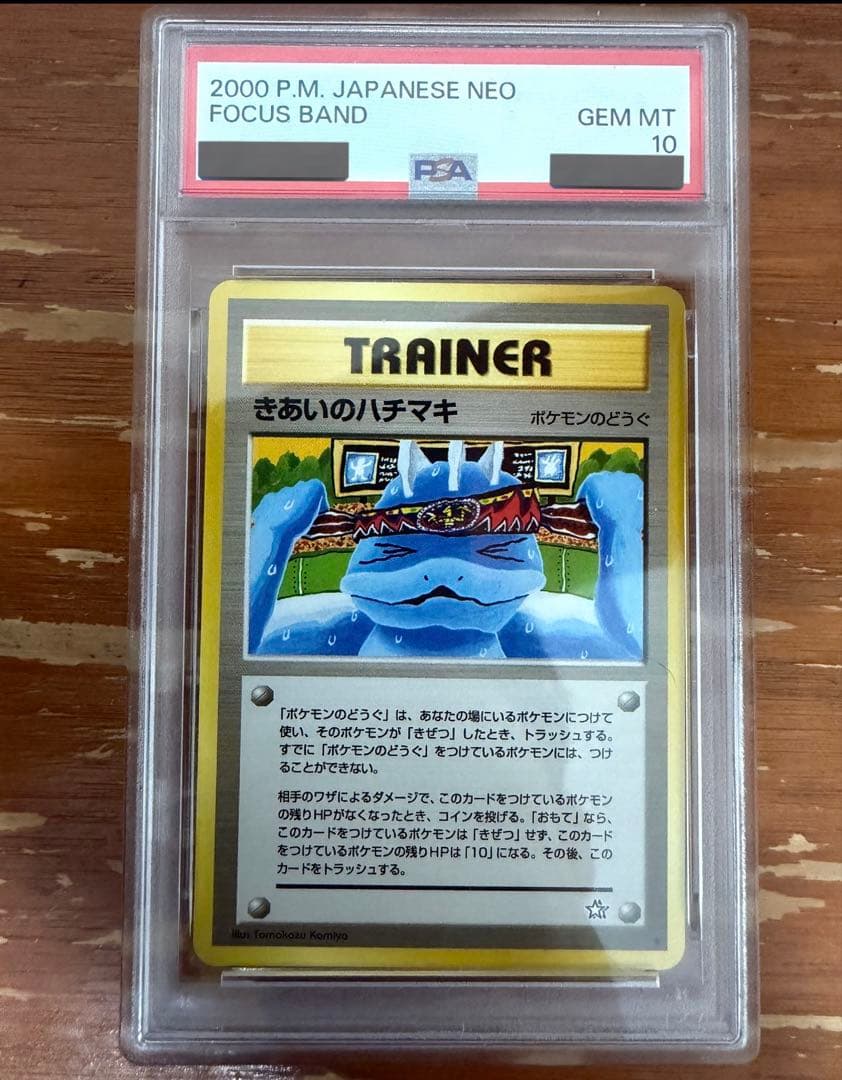 2000 P.M. JAPANESE NEO
FOCUS BAND
GEM MT
10
PSA
TRAINER
きあいのハチマキ
ポケモンのどうぐ
「ポケモンのどうぐ」は、あなたの場にいるポケモンにつけて
使い、そのポケモンが「きぜつ」したとき、トラッシュする。
すでに「ポケモンのどうぐ」をつけているポケモンには、つけ
ることができない。
相手のワザによるダメージで、このカードをつけているポケモン
の残りHPがなくなったとき、コインを投げる。「おもて」なら、
このカードをつけているポケモンは「きぜつ」せず、このカード
をつけているポケモンの残りHPは「10」になる。その後、この
カードをトラッシュする。
Illus. Tomokazu Komiya